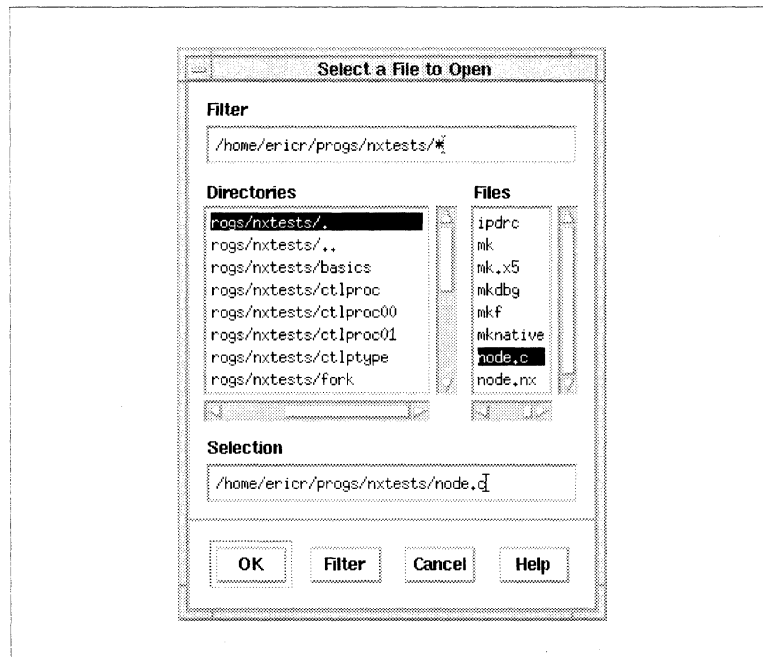 Select a File to Open
Filter
/home/ericr/progs/nxtests/*
Directories
rogs/nxtests/.
rogs/nxtests/..
rogs/nxtests/basics
rogs/nxtests/ctlproc
rogs/nxtests/ctlproc00
rogs/nxtests/ctlproc01
rogs/nxtests/ctlptype
rogs/nxtests/fork
Files
ipdrc
mk
mk.x5
mkdbg
mkf
mknative
node.c
node.nx
Selection
/home/ericr/progs/nxtests/node.c
OK Filter Cancel Help